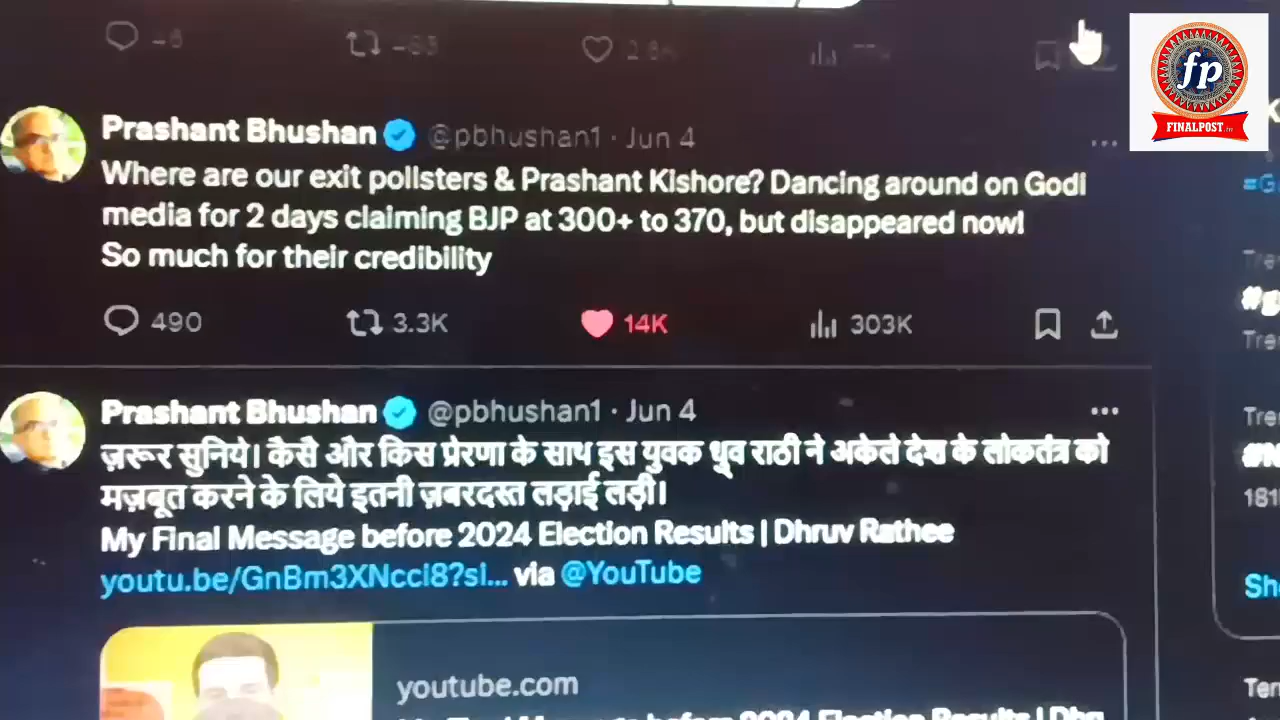 fp
FINALPOST.in
Prashant Bhushan @pbhushan1 · Jun 4 ...
Where are our exit pollsters & Prashant Kishore? Dancing around on Godi
media for 2 days claiming BJP at 300+ to 370, but disappeared now!
So much for their credibility
490 3.3K 14K 303K
Prashant Bhushan @pbhushan1 · Jun 4 ...
ज़रूर सुनिये। कैसे और किस प्रेरणा के साथ इस युवक ध्रुव राठी ने अकेले देश के लोकतंत्र को
मज़बूत करने के लिये इतनी ज़बरदस्त लड़ाई लड़ी।
My Final Message before 2024 Election Results | Dhruv Rathee
youtu.be/GnBm3XNccI8?si... via @YouTube
youtube.com